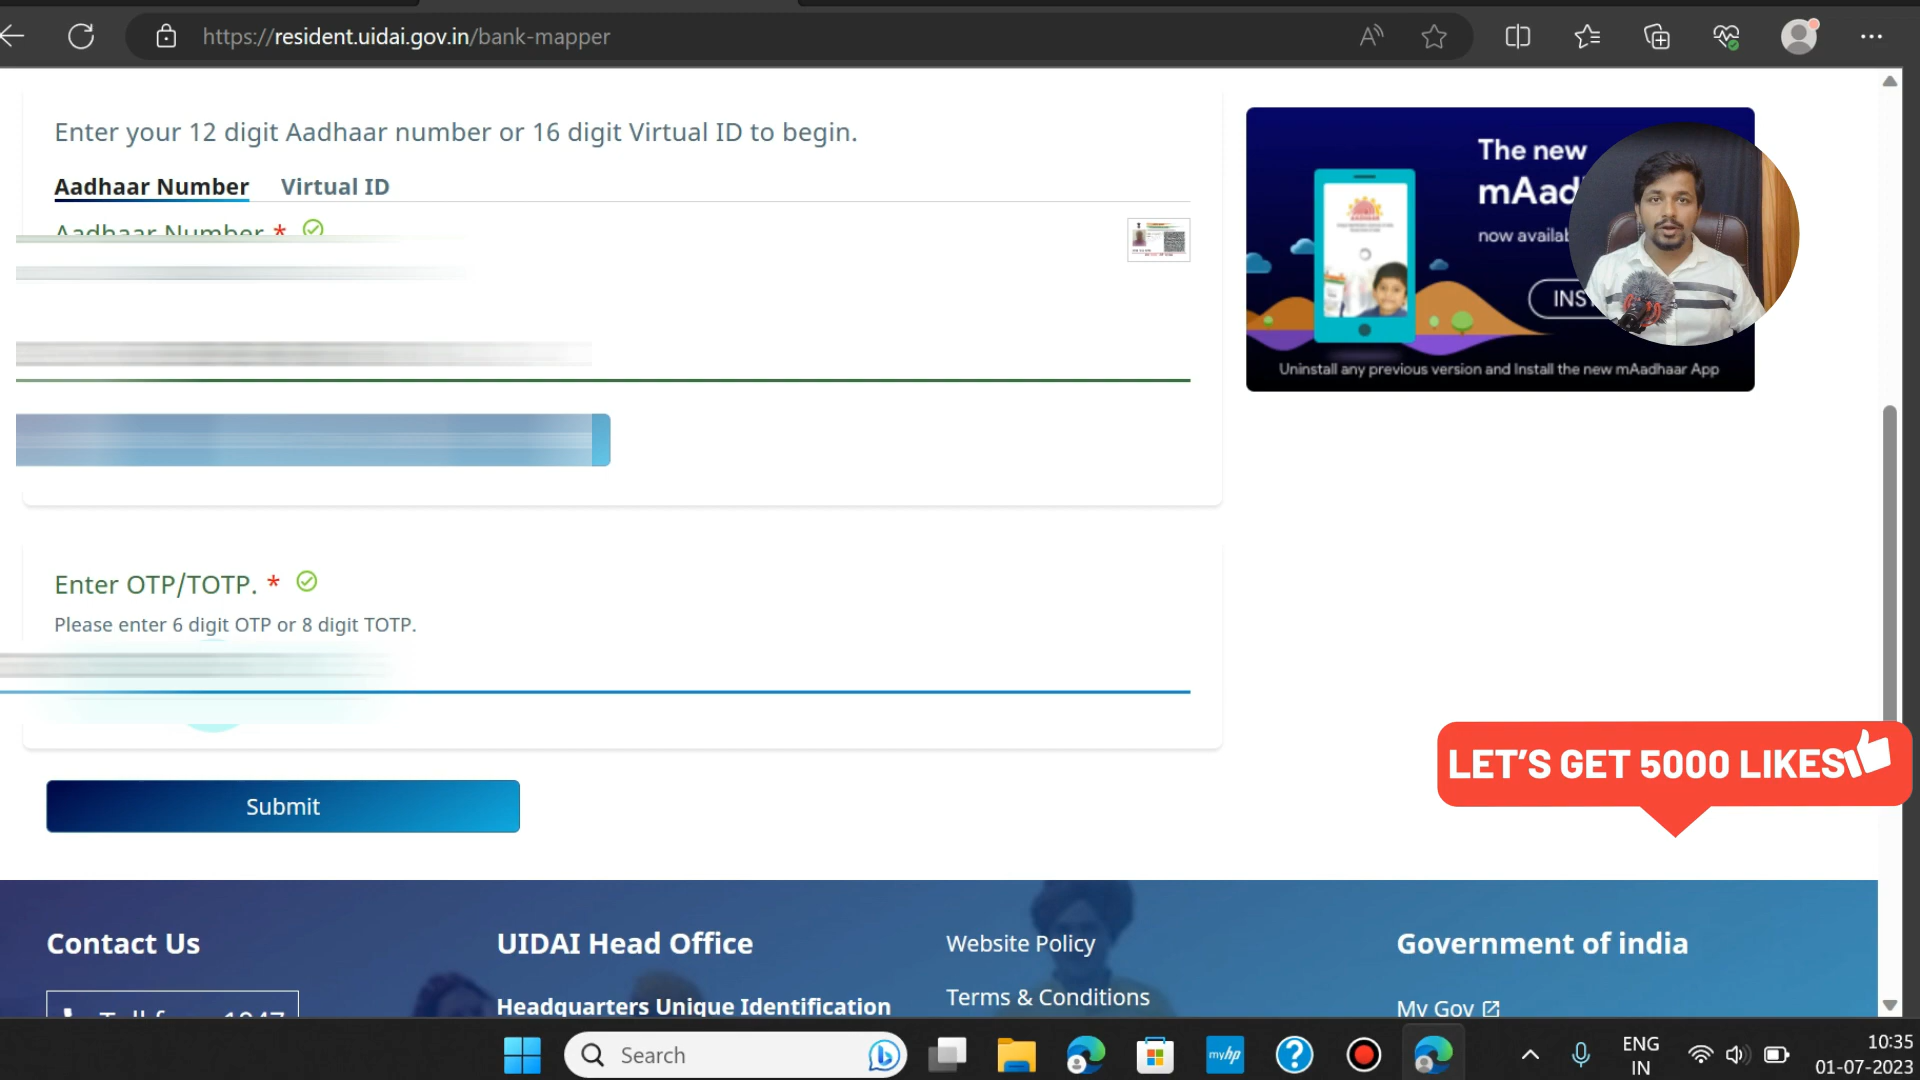 https://resident.uidai.gov.in/bank-mapper
Enter your 12 digit Aadhaar number or 16 digit Virtual ID to begin.
Aadhaar Number Virtual ID
Aadhaar Number *
The new
now
Uninstall any previous version and Install the new mAadhaar App
Enter OTP/TOTP. *
Please enter 6 digit OTP or 8 digit TOTP.
LET'S GET 5000 LIKES
Submit
Contact Us
UIDAI Head Office
Website Policy
Government of india
Headquarters Unique Identification
Terms & Conditions
My Gov
Search
myhp
ENG
IN
10:35
01-07-2023